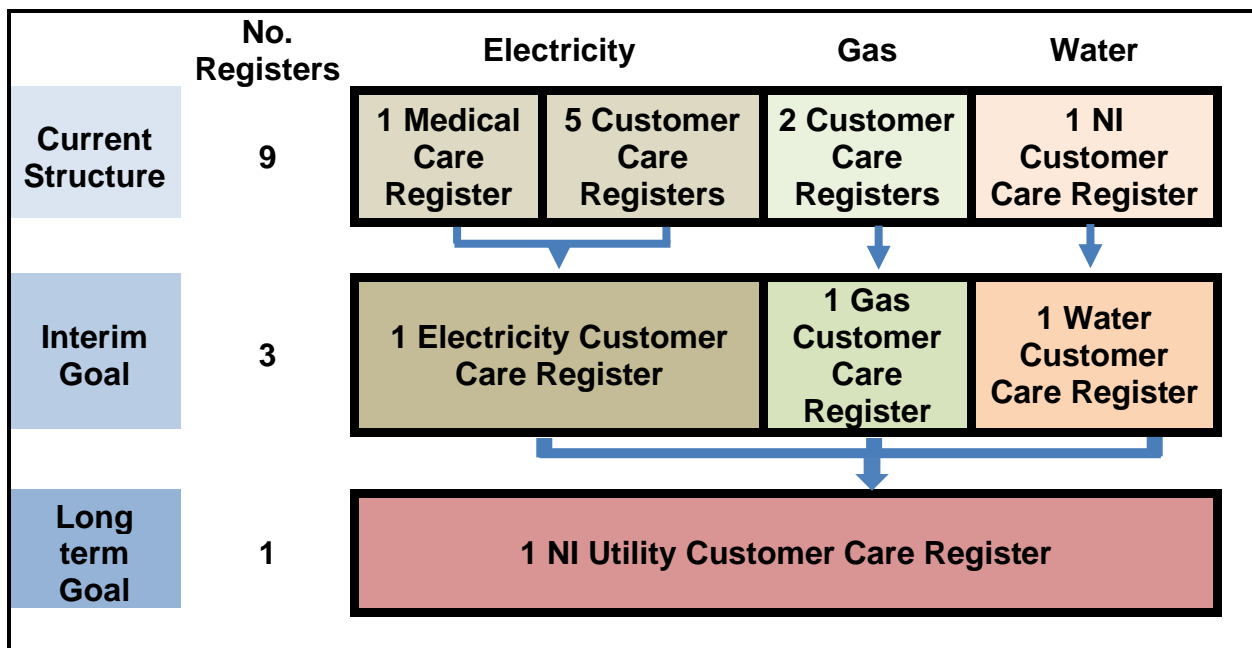 No.
Registers
Electricity
Gas
Water
Current
Structure
9
1 Medical
Care
Register
5 Customer
Care
Registers
2 Customer
Care
Registers
1 NI
Customer
Care Register
Interim
Goal
3
1 Electricity Customer
Care Register
1 Gas
Customer
Care
Register
1 Water
Customer
Care Register
Long
term
Goal
1
1 NI Utility Customer Care Register